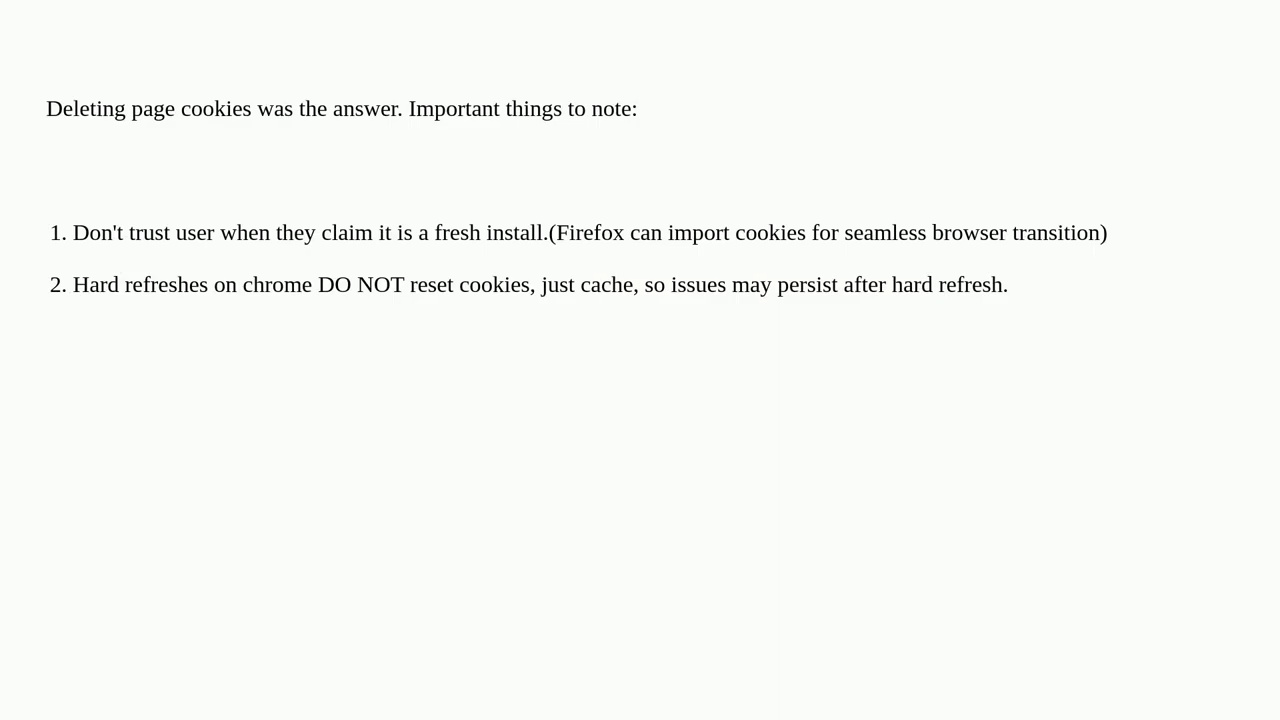 Deleting page cookies was the answer. Important things to note:
1. Don't trust user when they claim it is a fresh install.(Firefox can import cookies for seamless browser transition)
2. Hard refreshes on chrome DO NOT reset cookies, just cache, so issues may persist after hard refresh.